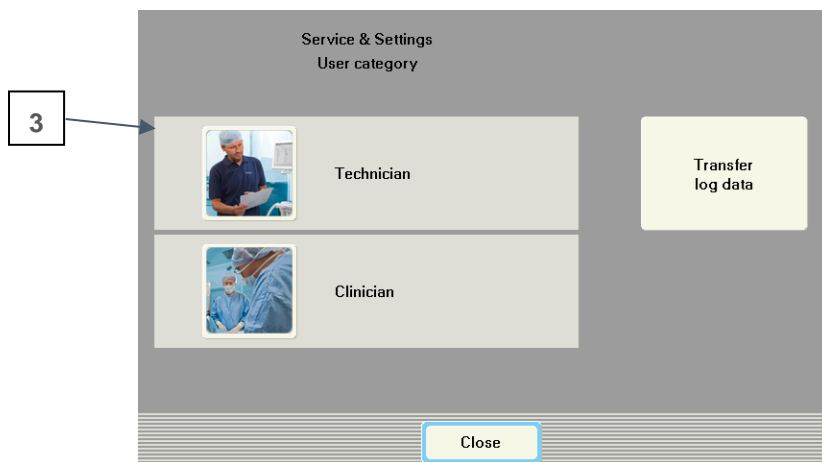 Service & Settings
User category
3
Technician
Transfer
log data
Clinician
Close